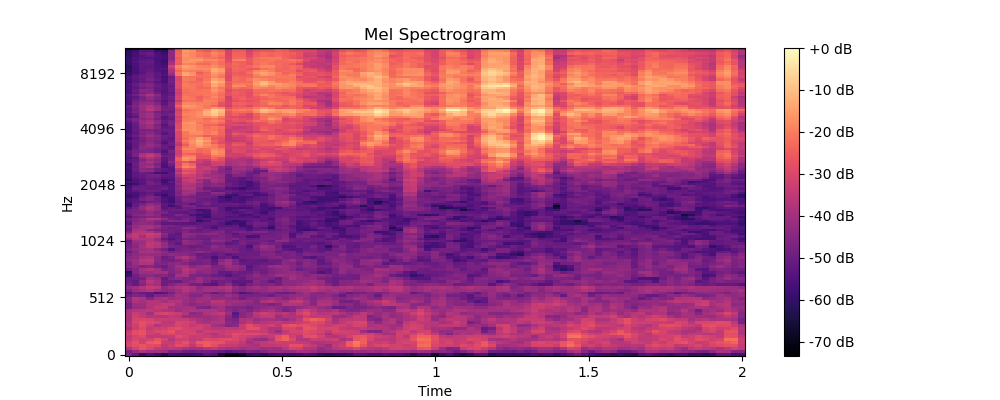 Mel Spectrogram
Hz
8192
4096
2048
1024
512
0
0 0.5 1 1.5 2
Time
+0 dB
-10 dB
-20 dB
-30 dB
-40 dB
-50 dB
-60 dB
-70 dB